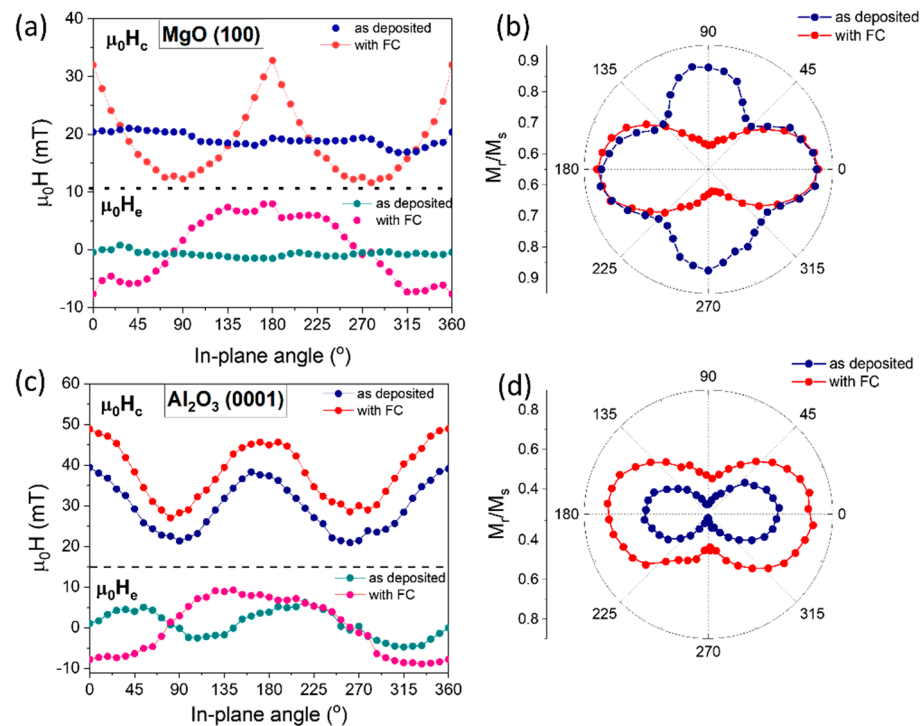 (a)
μ₀Hc MgO (100)
as deposited
with FC
μ₀H (mT)
40
30
20
10
0
-10
μ₀He
as deposited
with FC
0 45 90 135 180 225 270 315 360
In-plane angle (°)
(b)
as deposited
with FC
Mr/Ms
0.9
0.8
0.7
0.6
0.7
0.8
0.9
90
135 45
180 0
225 315
270
(c)
μ₀Hc Al₂O₃ (0001)
as deposited
with FC
μ₀H (mT)
60
50
40
30
20
10
0
-10
μ₀He
as deposited
with FC
0 45 90 135 180 225 270 315 360
In-plane angle (°)
(d)
as deposited
with FC
Mr/Ms
0.8
0.6
0.4
0.4
0.6
0.8
90
135 45
180 0
225 315
270